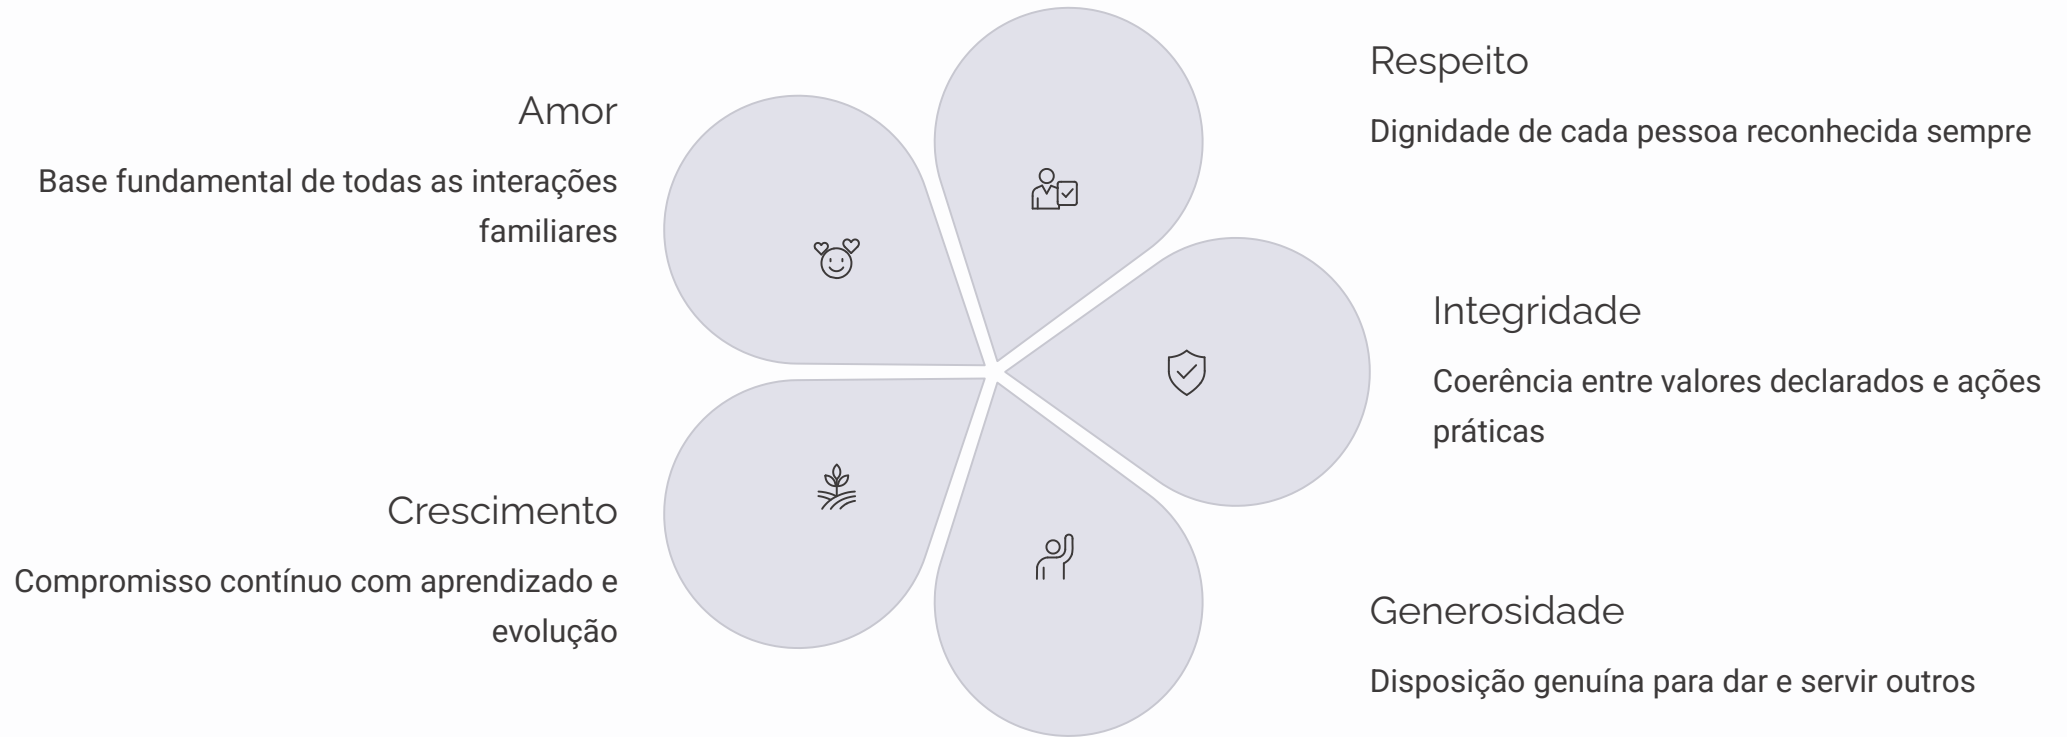 Amor
Base fundamental de todas as interações
familiares
Respeito
Dignidade de cada pessoa reconhecida sempre
Integridade
Coerência entre valores declarados e ações
práticas
Crescimento
Compromisso contínuo com aprendizado e
evolução
Generosidade
Disposição genuína para dar e servir outros